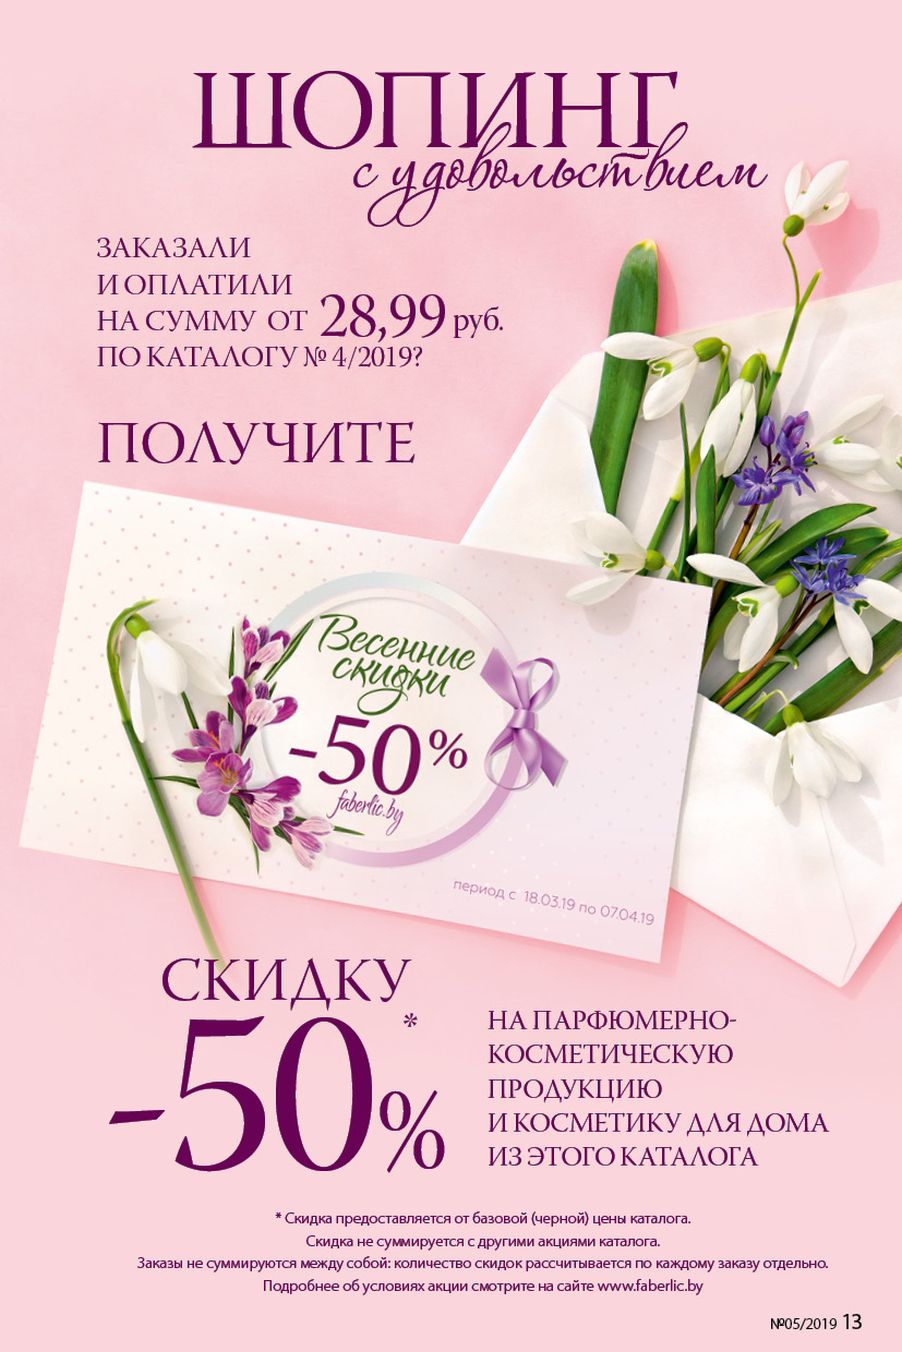 ШОПИНГ
с удовольствием
ЗАКАЗАЛИ
И ОПЛАТИЛИ
НА СУММУ ОТ 28,99 руб.
ПО КАТАЛОГУ № 4/2019?
ПОЛУЧИТЕ
Весенние
скидки
-50%
faberlic.by
период с 18.03.19 по 07.04.19
СКИДКУ
-50%*
НА ПАРФЮМЕРНО-
КОСМЕТИЧЕСКУЮ
ПРОДУКЦИЮ
И КОСМЕТИКУ ДЛЯ ДОМА
ИЗ ЭТОГО КАТАЛОГА
* Скидка предоставляется от базовой (черной) цены каталога.
Скидка не суммируется с другими акциями каталога.
Заказы не суммируются между собой: количество скидок рассчитывается по каждому заказу отдельно.
Подробнее об условиях акции смотрите на сайте www.faberlic.by
№05/2019 13